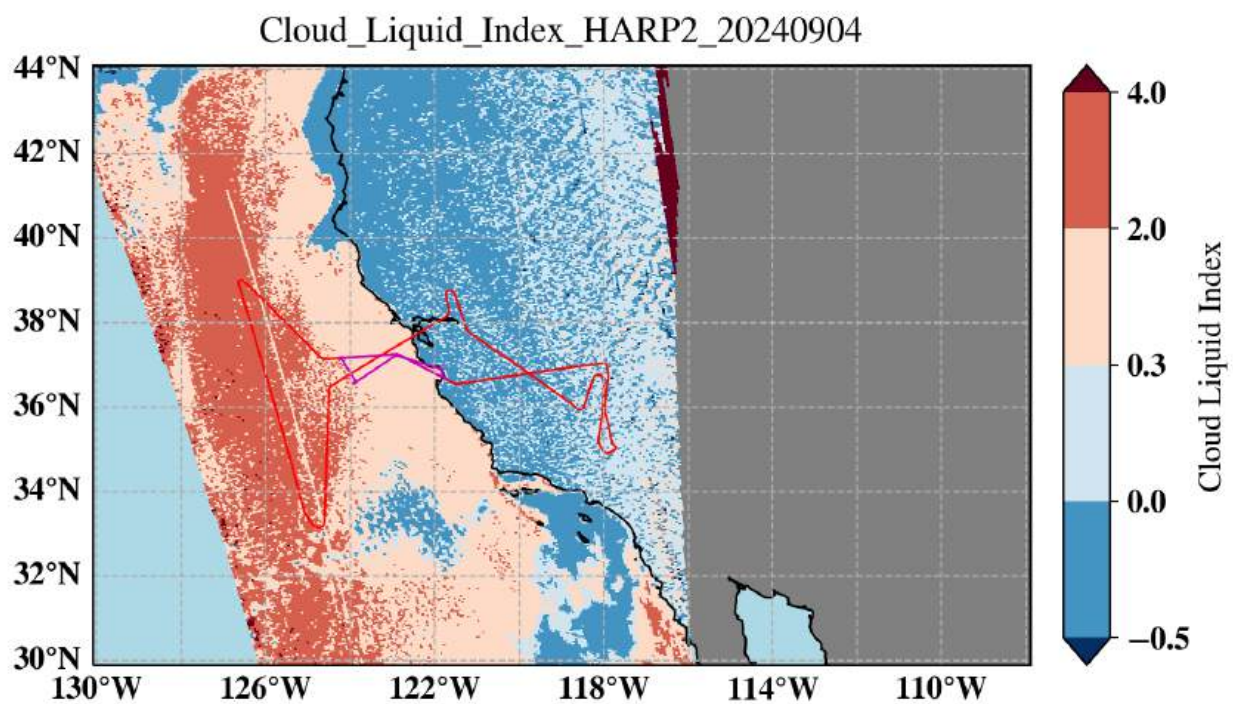 Cloud_Liquid_Index_HARP2_20240904
44°N
42°N
40°N
38°N
36°N
34°N
32°N
30°N
130°W 126°W 122°W 118°W 114°W 110°W
4.0
2.0
0.3
0.0
−0.5
Cloud Liquid Index